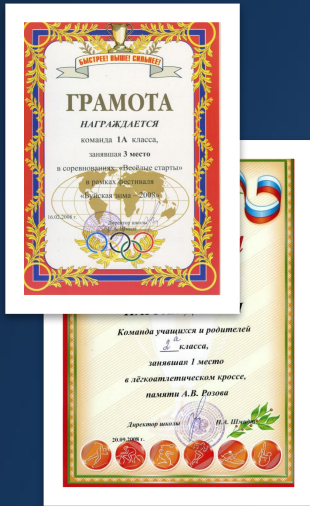 БЫСТРЕЕ! ВЫШЕ! СИЛЬНЕЕ!
ГРАМОТА
НАГРАЖДАЕТСЯ
команда 1А класса,
занявшая 3 место
в соревнованиях «Весёлые старты»
в рамках фестиваля
зима - 2008»
16.02.2008 г.
Директор школы
Команда учащихся и родителей
2 а класса,
занявшая 1 место
в лёгкоатлетическом кроссе,
памяти А.В. Розова
Директор школы
20.09.2008 г.